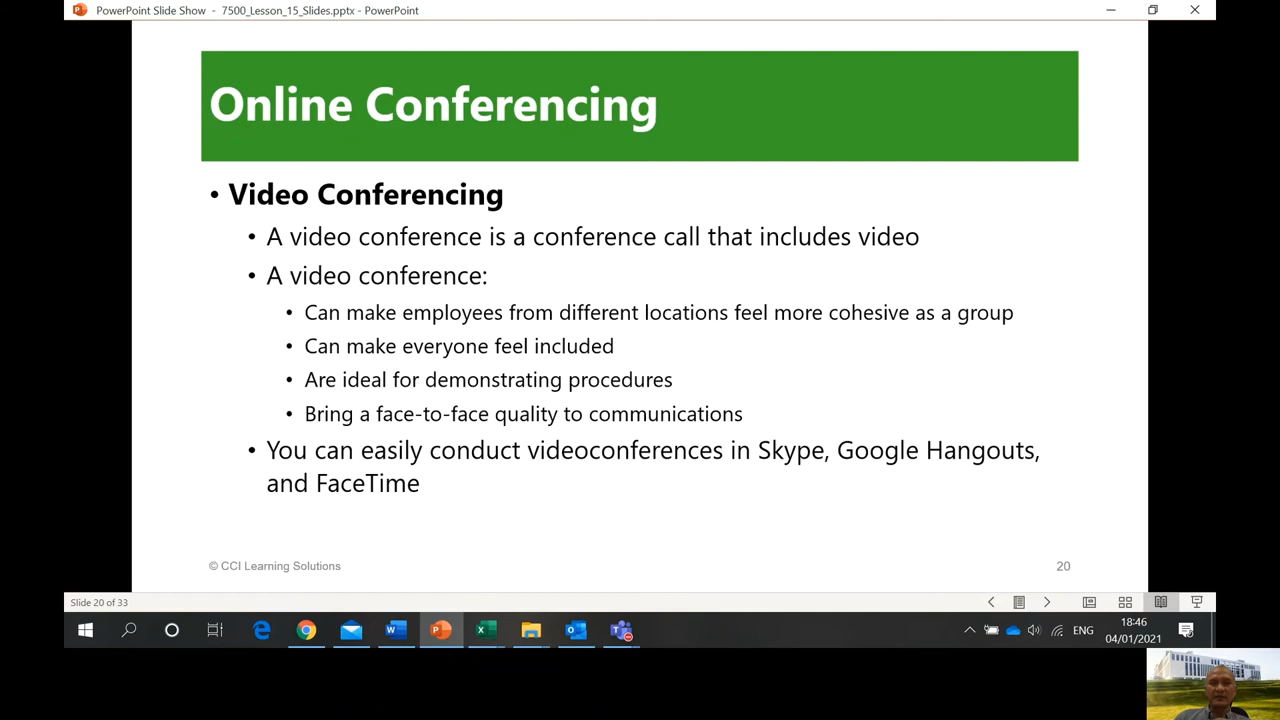 PowerPoint Slide Show - 7500_Lesson_15_Slides.pptx - PowerPoint
Online Conferencing
• Video Conferencing
• A video conference is a conference call that includes video
• A video conference:
• Can make employees from different locations feel more cohesive as a group
• Can make everyone feel included
• Are ideal for demonstrating procedures
• Bring a face-to-face quality to communications
• You can easily conduct videoconferences in Skype, Google Hangouts,
and FaceTime
© CCI Learning Solutions
20
Slide 20 of 33
ENG
18:46
04/01/2021